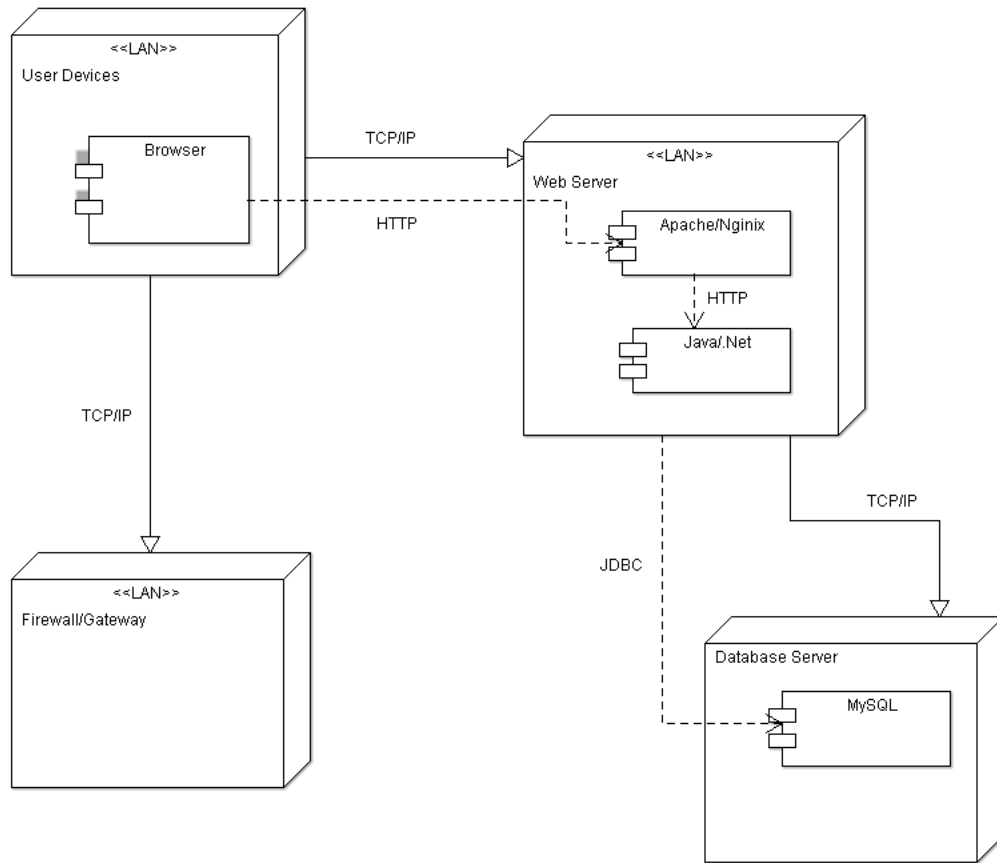 <<LAN>>
User Devices
Browser
TCP/IP
HTTP
<<LAN>>
Web Server
Apache/Nginix
HTTP
Java/.Net
TCP/IP
TCP/IP
JDBC
<<LAN>>
Firewall/Gateway
Database Server
MySQL